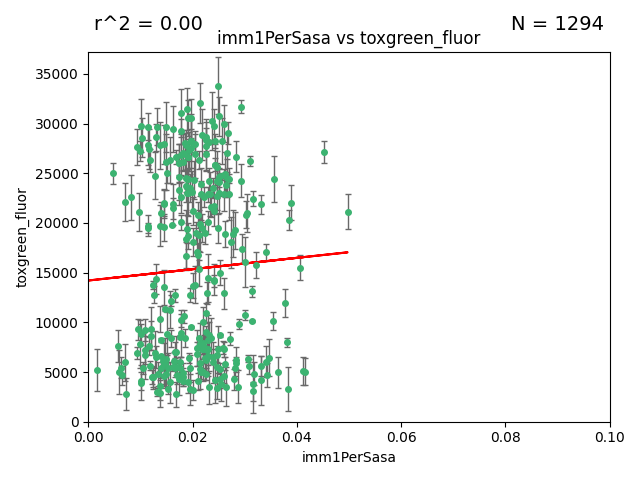 r^2 = 0.00
N = 1294
imm1PerSasa vs toxgreen_fluor
toxgreen_fluor
35000
30000
25000
20000
15000
10000
5000
0
0.00
0.02
0.04
0.06
0.08
0.10
imm1PerSasa